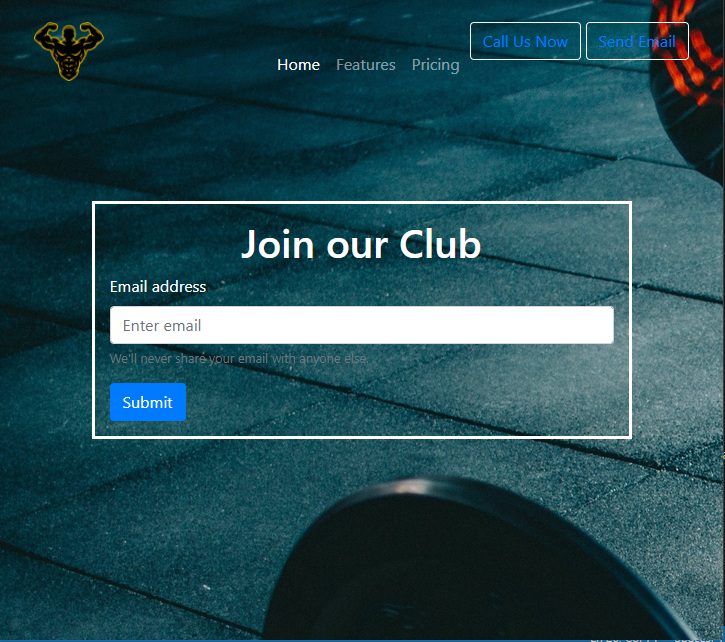 Call Us Now Send Email
Home Features Pricing
Join our Club
Email address
Enter email
We'll never share your email with anyone else.
Submit